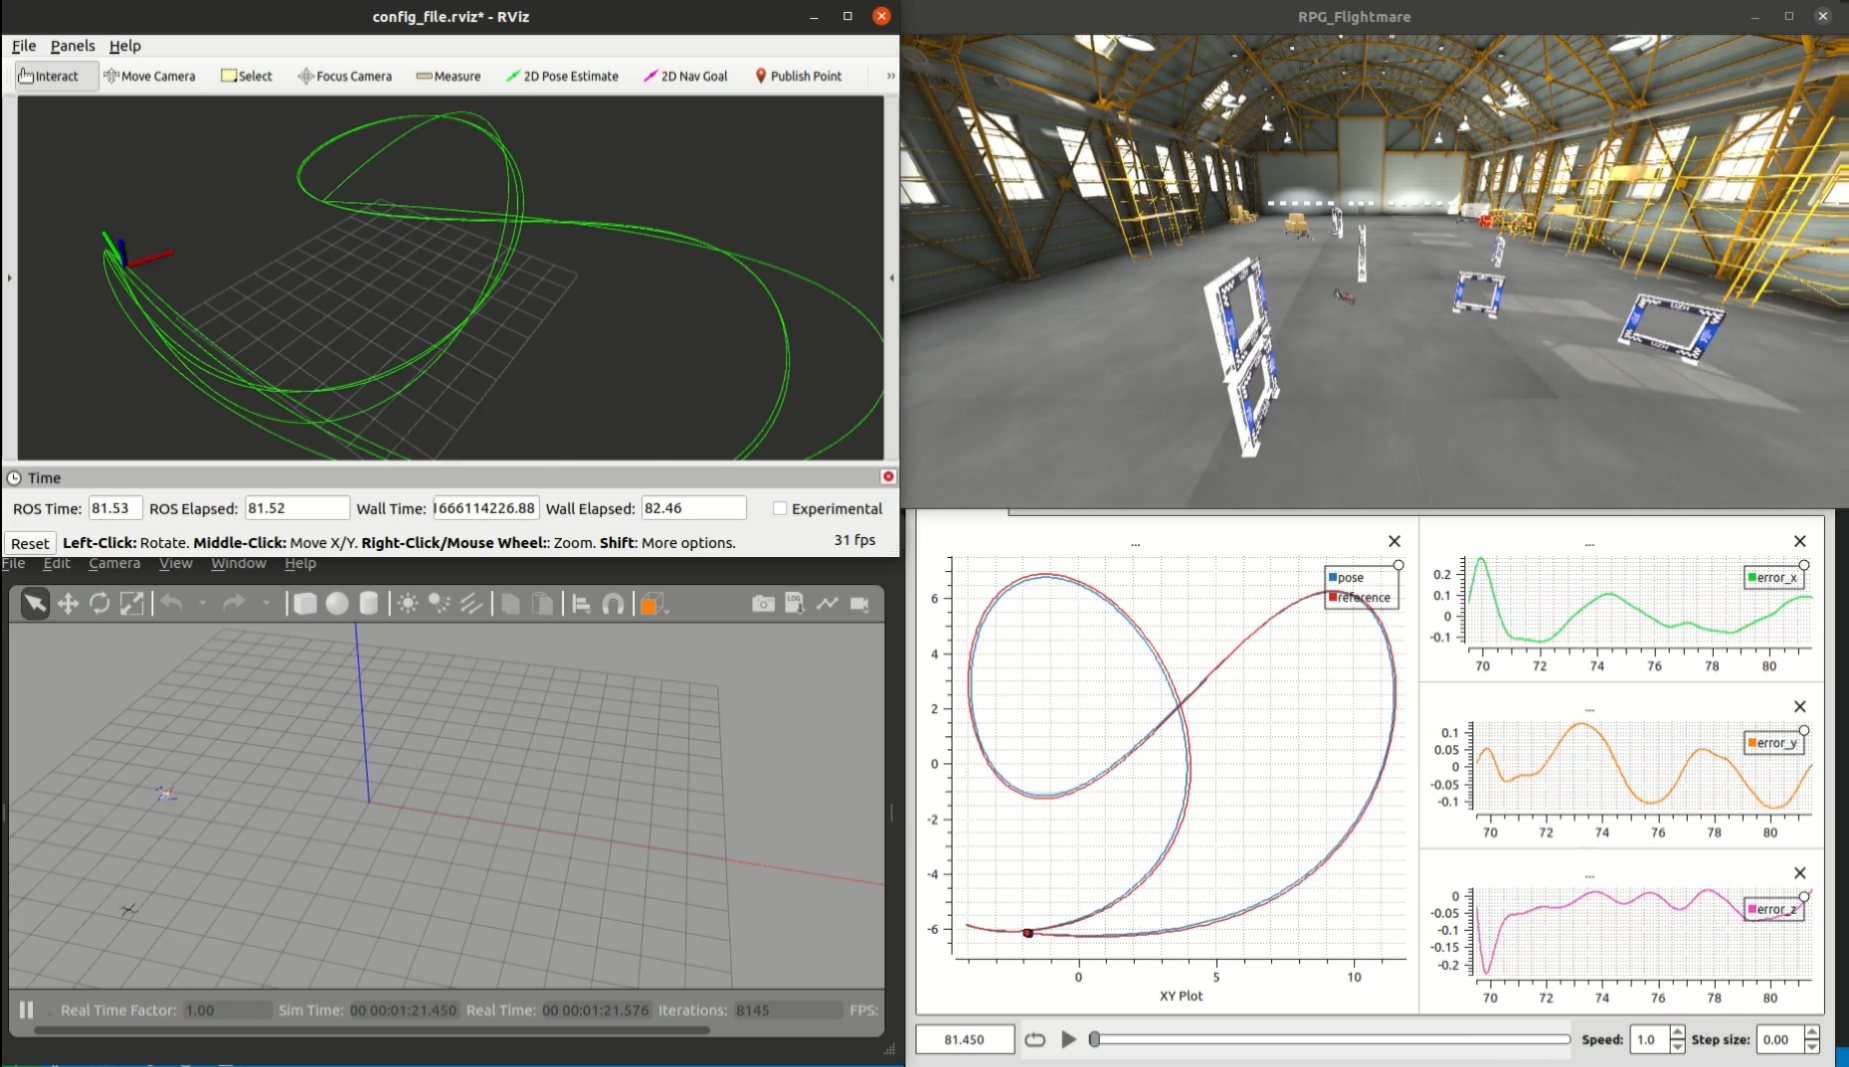 config_file.rviz* - RViz
File Panels Help
Interact Move Camera Select Focus Camera Measure 2D Pose Estimate 2D Nav Goal Publish Point »
Time
ROS Time: 81.53 ROS Elapsed: 81.52 Wall Time: 1666114226.88 Wall Elapsed: 82.46 Experimental
Reset Left-Click: Rotate. Middle-Click: Move X/Y. Right-Click/Mouse Wheel:: Zoom. Shift: More options. 31 fps
RPG_Flightmare
UZH
UZH
File Edit Camera View Window Help
LOG
Real Time Factor: 1.00 Sim Time: 00 00:01:21.450 Real Time: 00 00:01:21.576 Iterations: 8145 FPS:
...
pose
reference
6
4
2
0
-2
-4
-6
0 5 10
XY Plot
...
error_x
0.2
0.1
0
-0.1
70 72 74 76 78 80
...
error_y
0.1
0.05
0
-0.05
-0.1
70 72 74 76 78 80
...
error_z
0
-0.05
-0.1
-0.15
-0.2
70 72 74 76 78 80
81.450 Speed: 1.0 Step size: 0.00